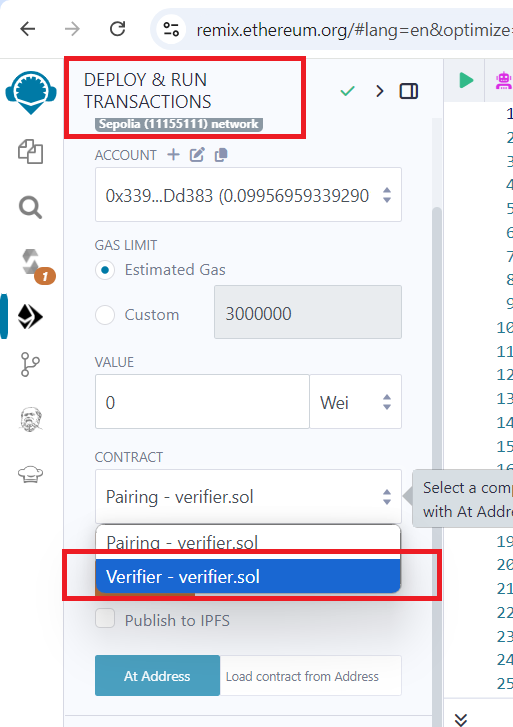 remix.ethereum.org/#lang=en&optimize=
DEPLOY & RUN
TRANSACTIONS
Sepolia (11155111) network
ACCOUNT
0x339...Dd383 (0.09956959339290
GAS LIMIT
Estimated Gas
Custom
3000000
VALUE
0
Wei
CONTRACT
Pairing - verifier.sol
Select a comp
with At Addre
Pairing - verifier.sol
Verifier - verifier.sol
Publish to IPFS
At Address
Load contract from Address
1
1
2
3
4
5
6
7
8
9
10
11
12
13
14
15
16
19
20
21
22
23
24
25